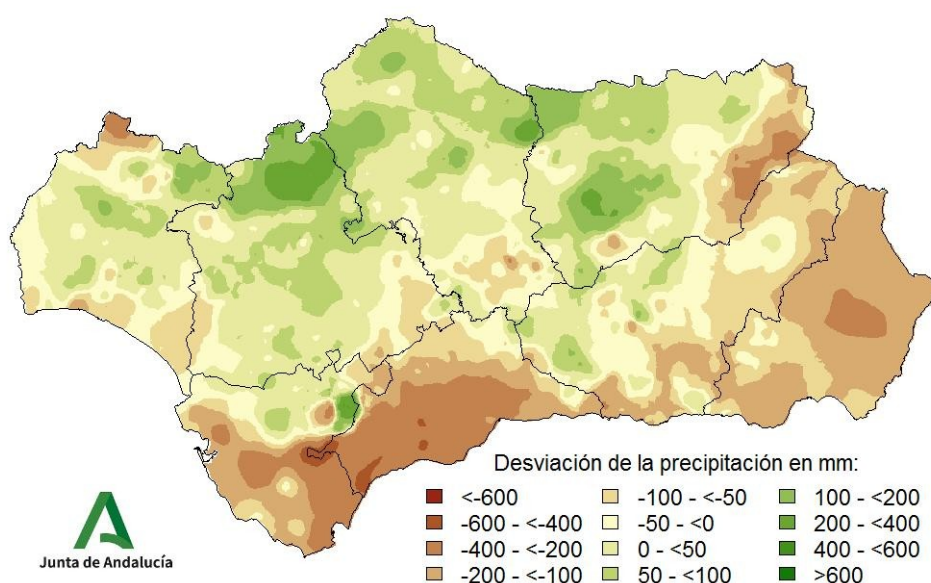 Desviación de la precipitación en mm:
<-600
-600 - <-400
-400 - <-200
-200 - <-100
-100 - <-50
-50 - <0
0 - <50
50 - <100
100 - <200
200 - <400
400 - <600
>600
Junta de Andalucía